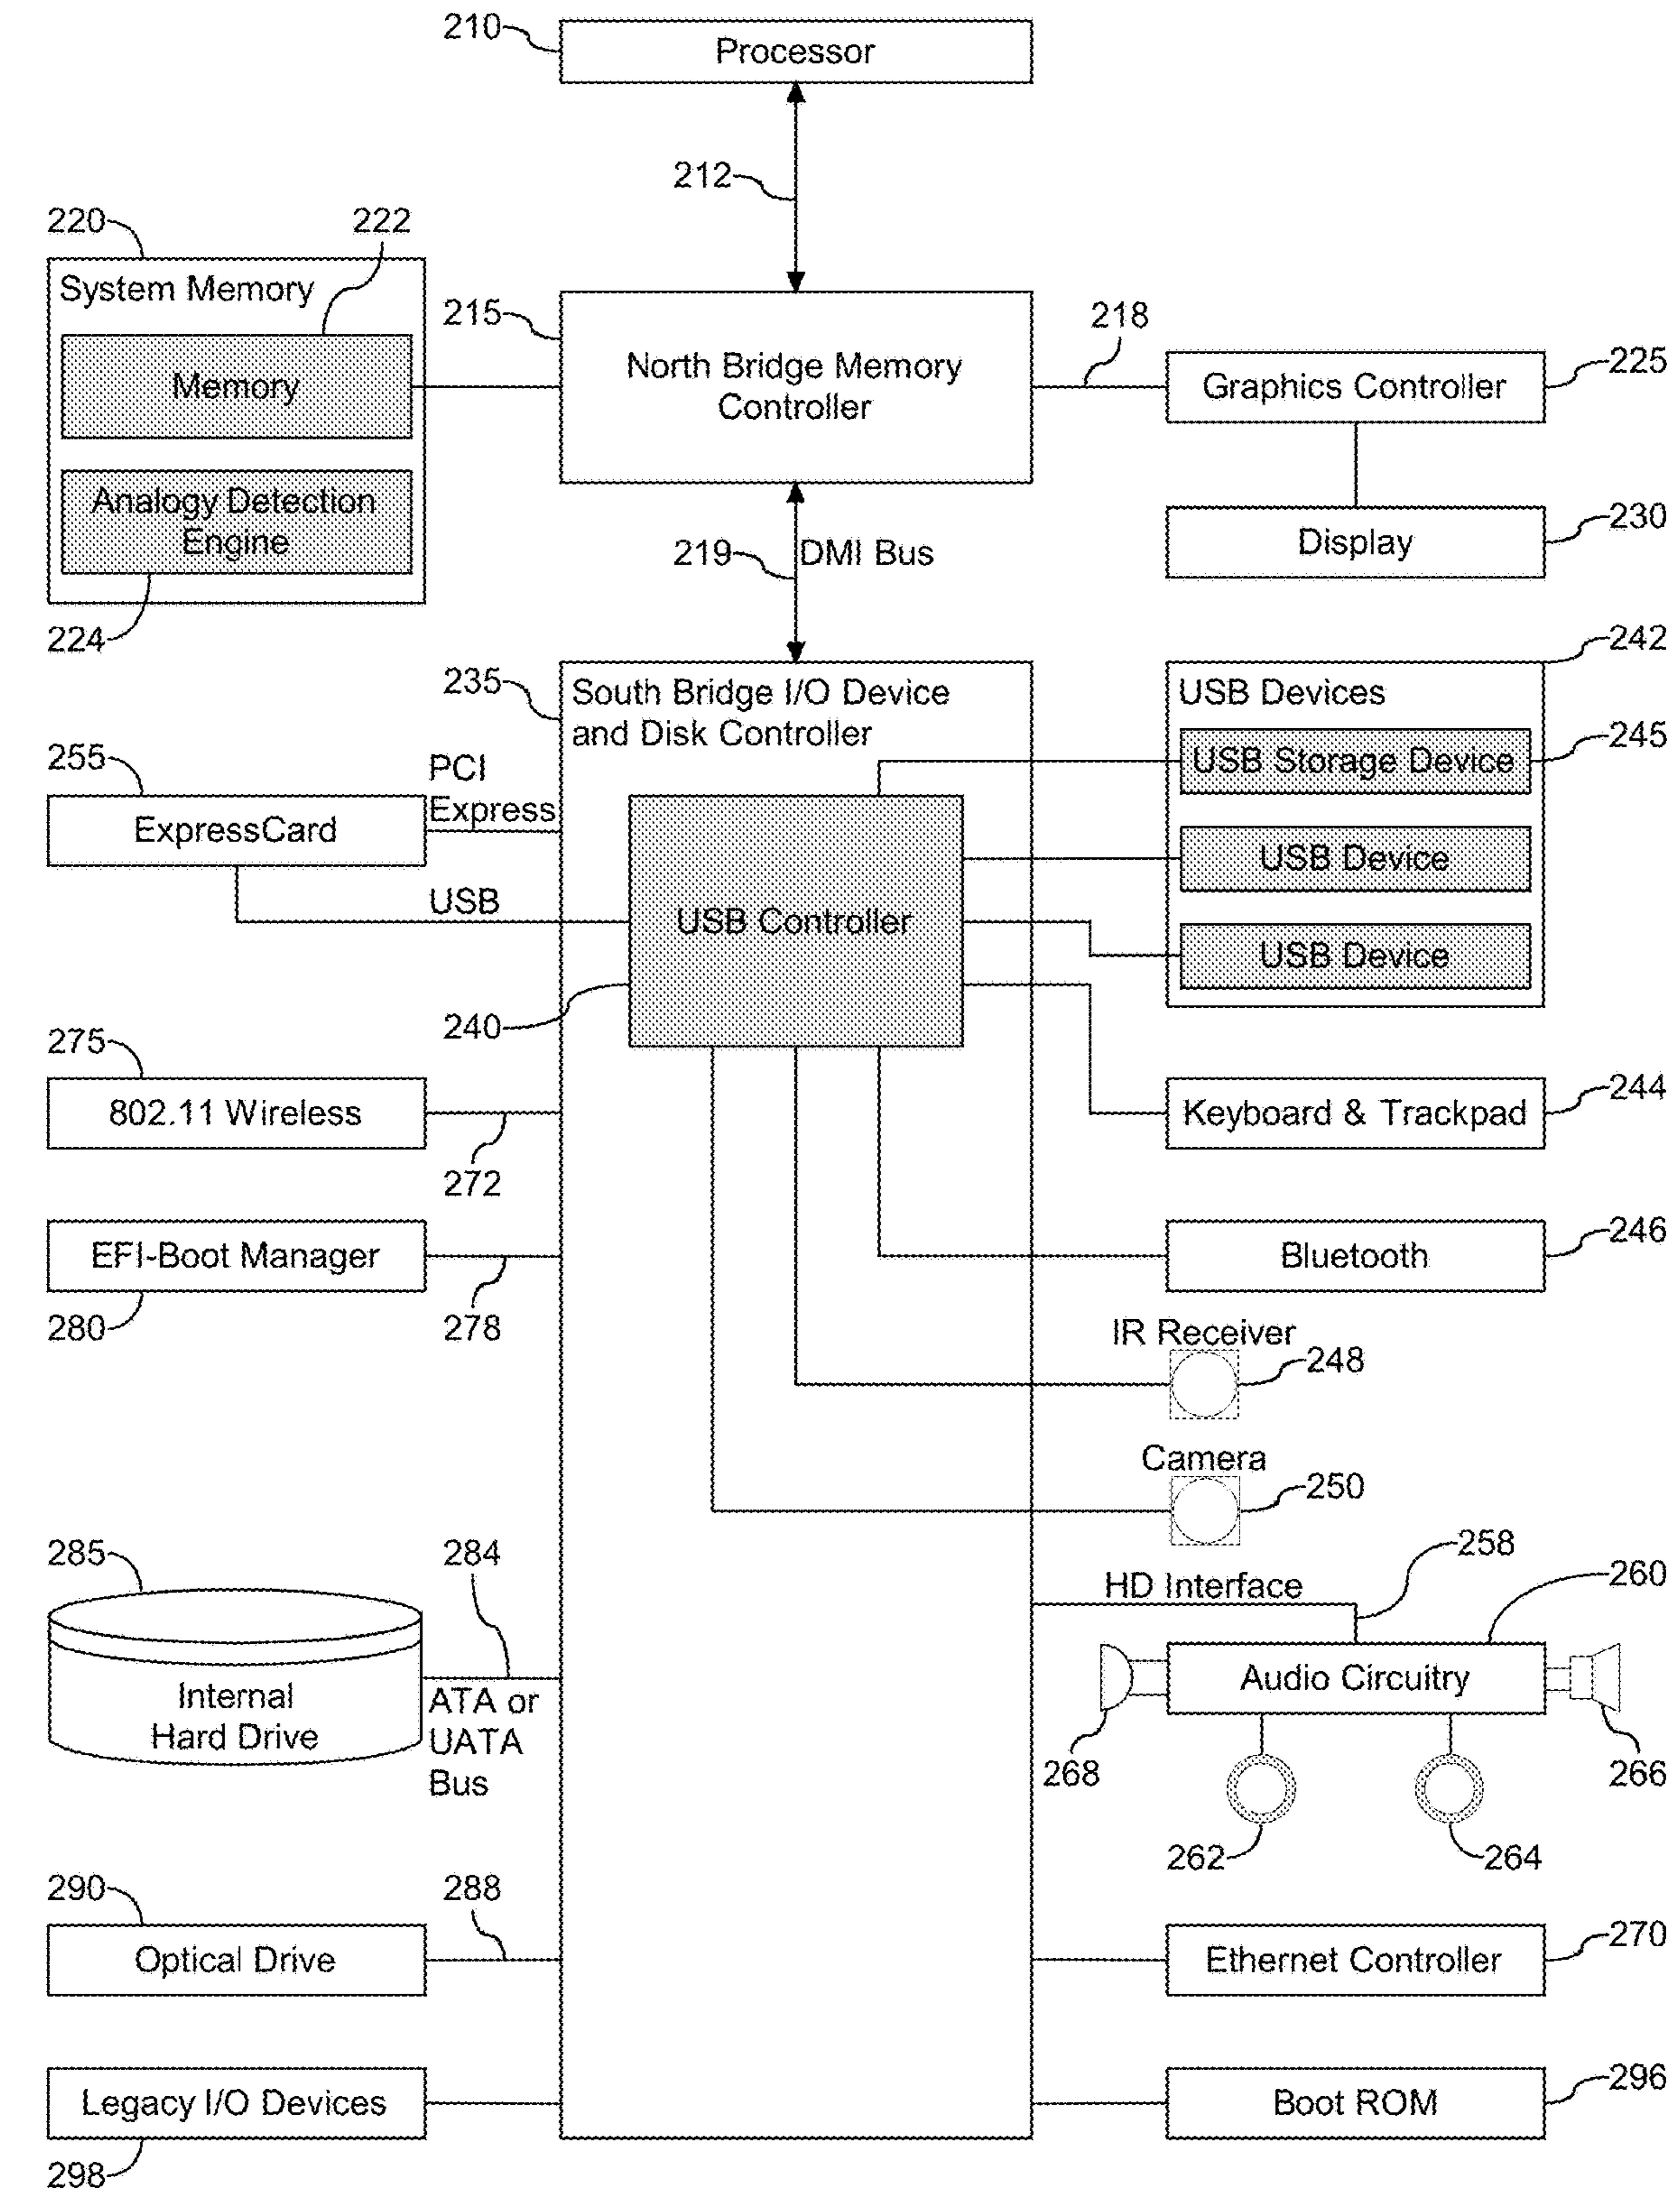 210
Processor
212
220
222
System Memory
215
218
225
Memory
North Bridge Memory
Controller
Graphics Controller
Analogy Detection
Engine
219
DMI Bus
230
Display
224
242
235
South Bridge I/O Device
and Disk Controller
USB Devices
245
USB Storage Device
255
PCI
Express
ExpressCard
USB Device
USB
USB Controller
USB Device
240
275
244
802.11 Wireless
Keyboard & Trackpad
272
246
EFI-Boot Manager
Bluetooth
280
278
IR Receiver
248
Camera
250
285
284
258
HD Interface
260
Internal
Hard Drive
ATA or
UATA
Bus
Audio Circuitry
268
266
262
264
290
288
270
Optical Drive
Ethernet Controller
296
Legacy I/O Devices
Boot ROM
298